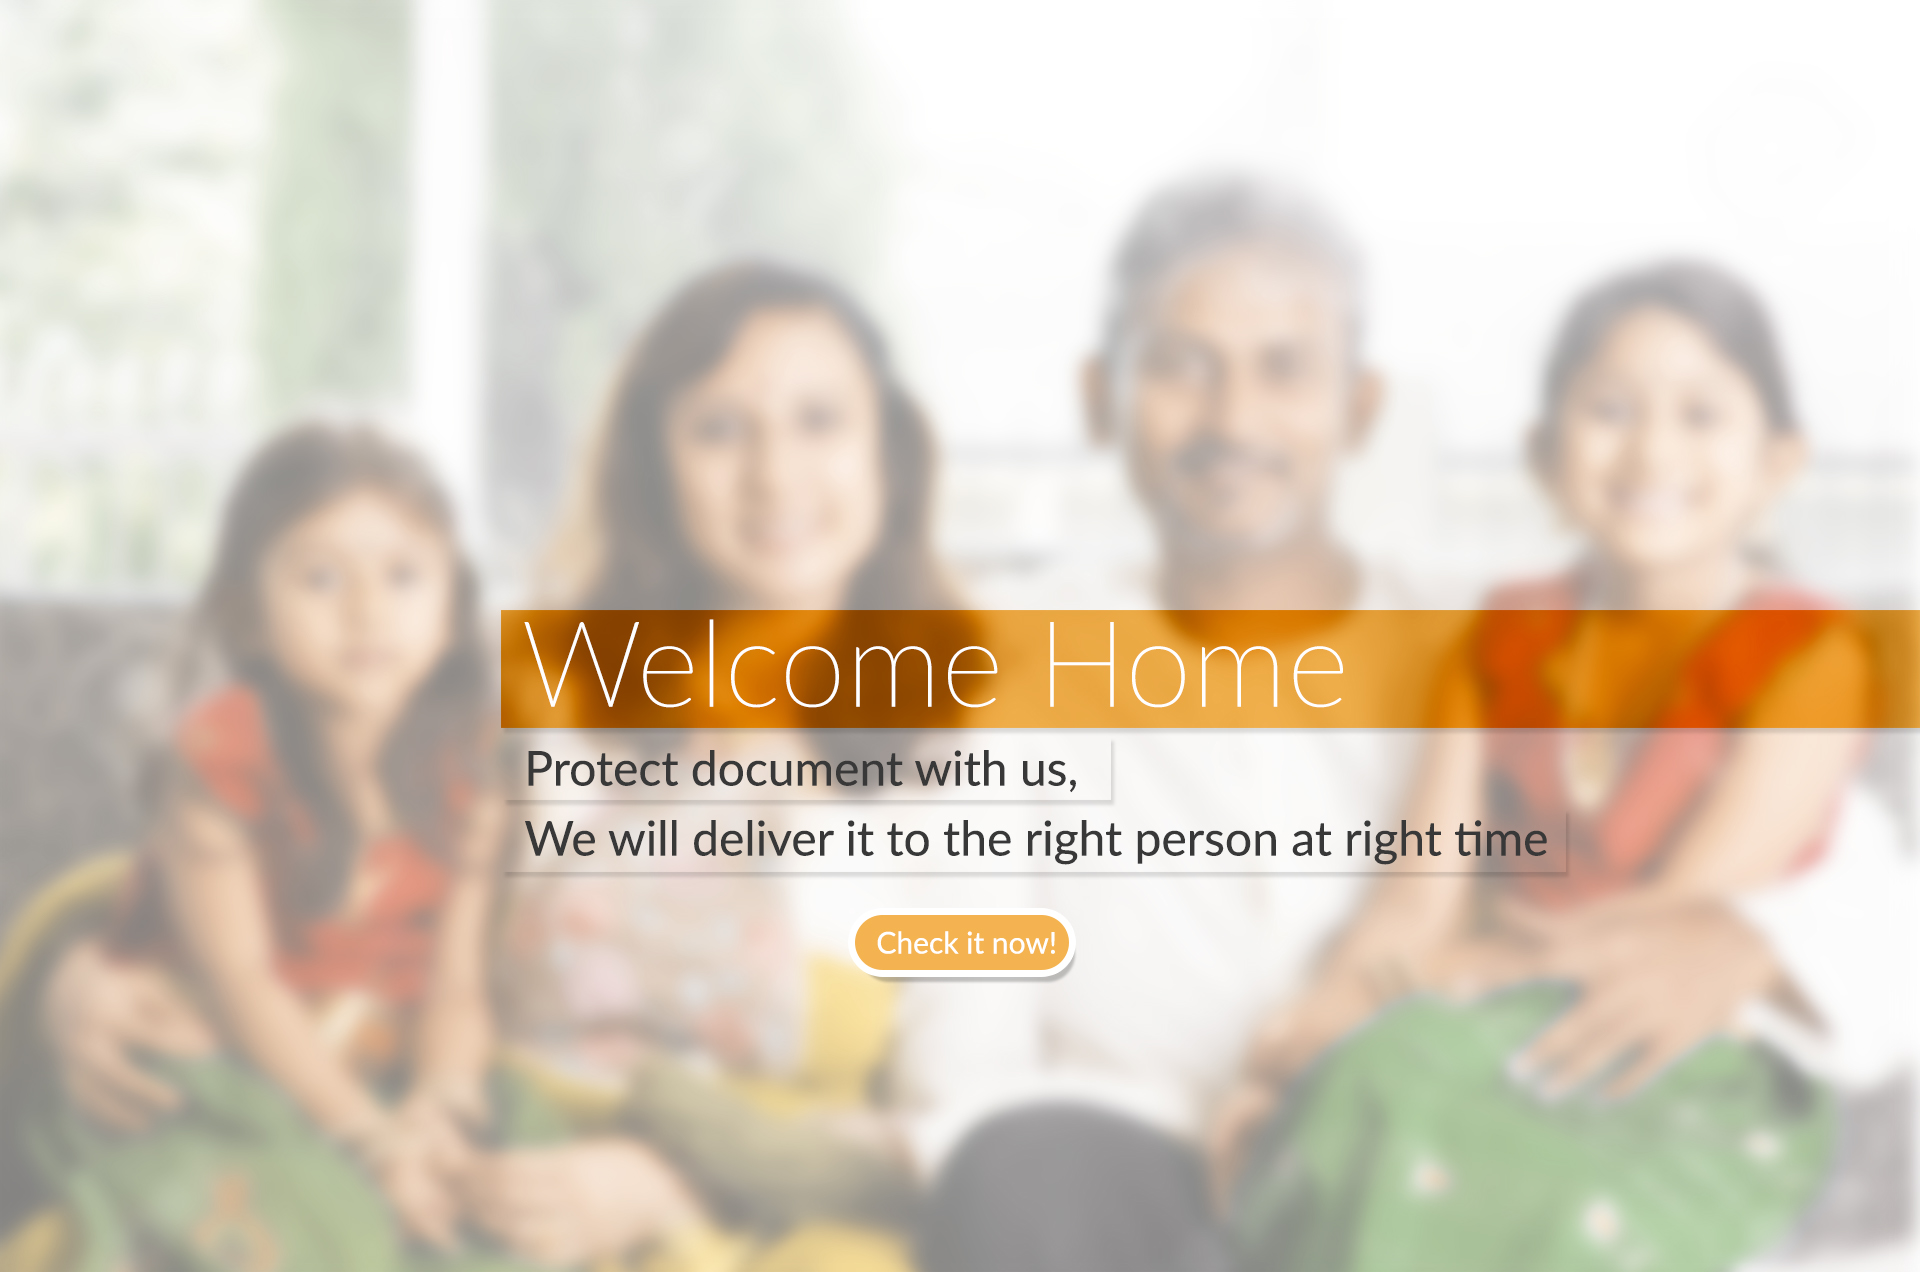 Welcome Home
Protect document with us,
We will deliver it to the right person at right time
Check it now!